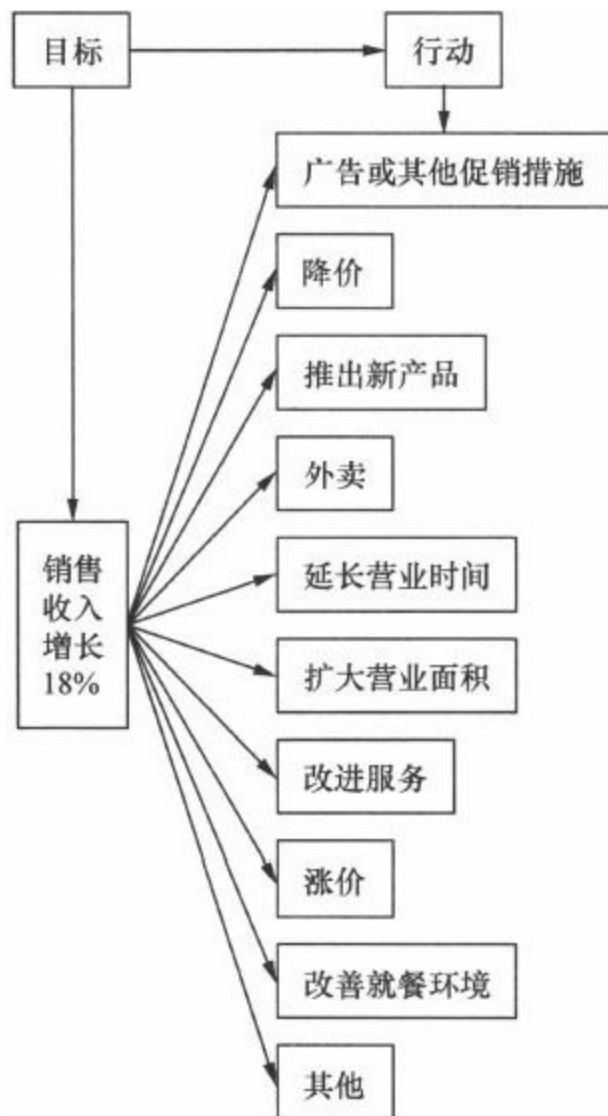 目标
行动
广告或其他促销措施
降价
推出新产品
外卖
销售
收入
增长
18%
延长营业时间
扩大营业面积
改进服务
涨价
改善就餐环境
其他